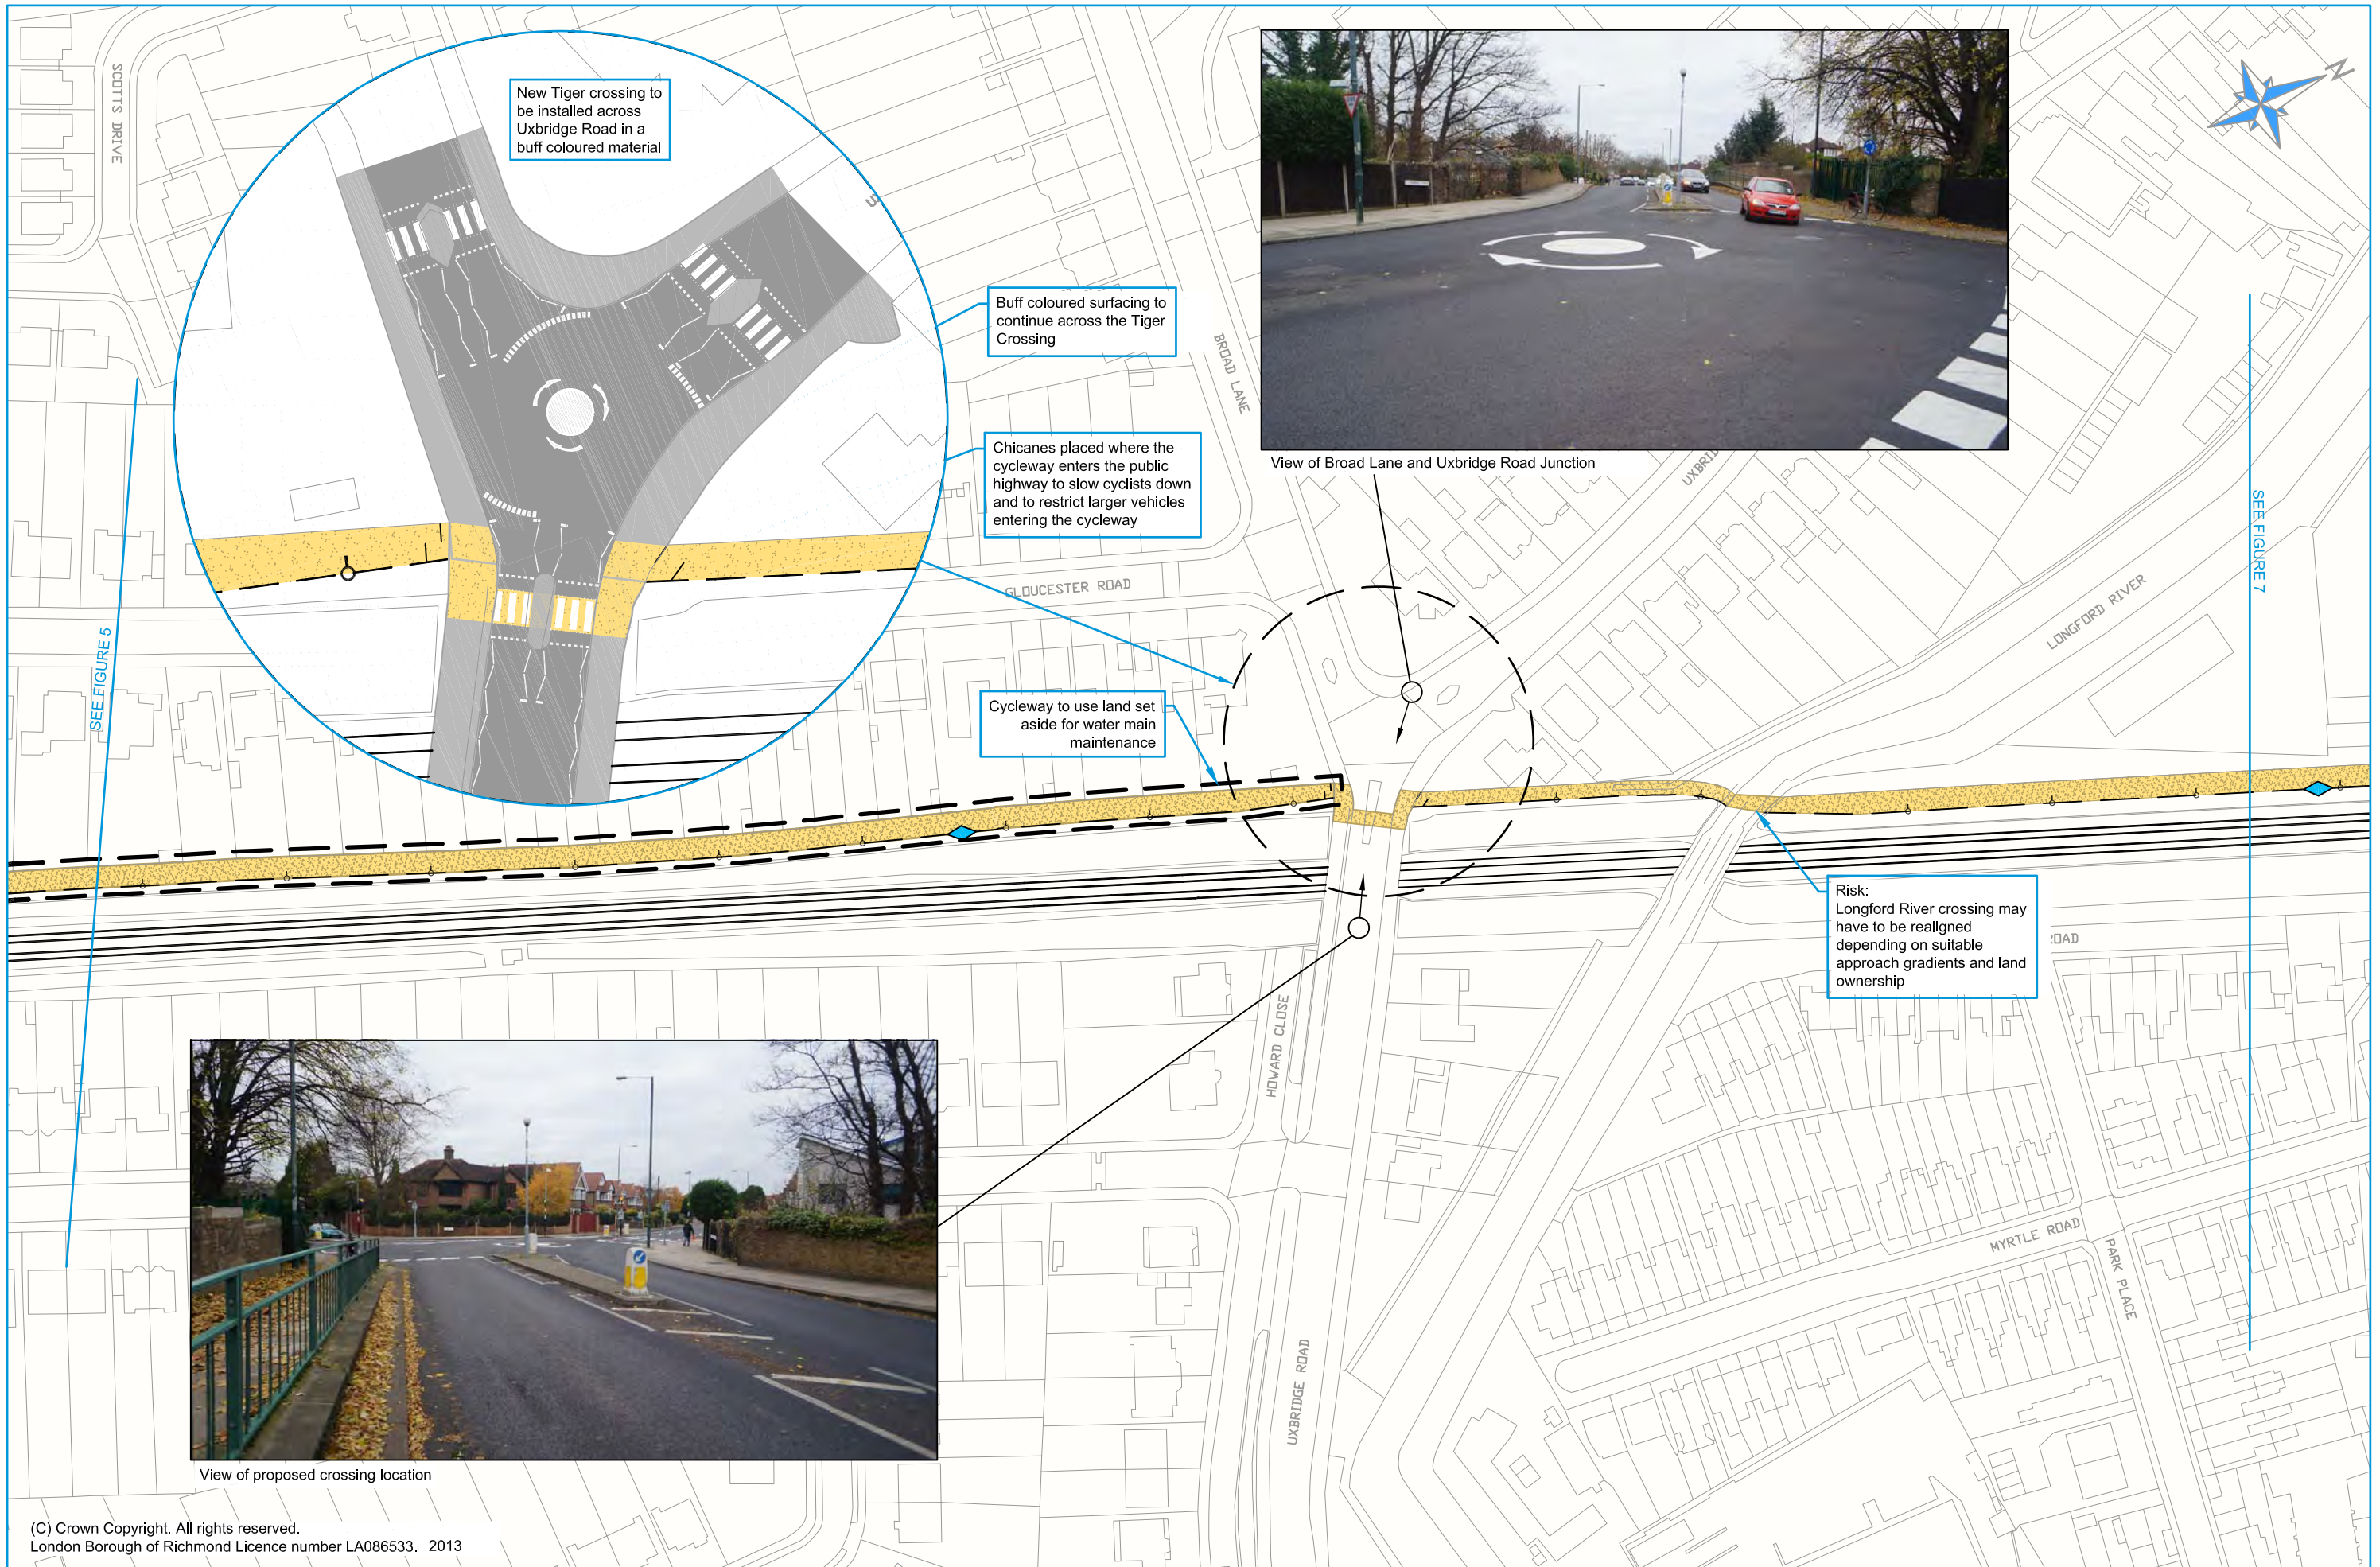 SCOTTS DRIVE
New Tiger crossing to
be installed across
Uxbridge Road in a
buff coloured material
N
Buff coloured surfacing to
continue across the Tiger
Crossing
BROAD LANE
Chicanes placed where the
cycleway enters the public
highway to slow cyclists down
and to restrict larger vehicles
entering the cycleway
View of Broad Lane and Uxbridge Road Junction
SEE FIGURE 7
GLOUCESTER ROAD
LONGFORD RIVER
SEE FIGURE 5
Cycleway to use land set
aside for water main
maintenance
Risk:
Longford River crossing may
have to be realigned
depending on suitable
approach gradients and land
ownership
HOWARD CLOSE
MYRTLE ROAD
PARK PLACE
UXBRIDGE ROAD
View of proposed crossing location
(C) Crown Copyright. All rights reserved.
London Borough of Richmond Licence number LA086533. 2013